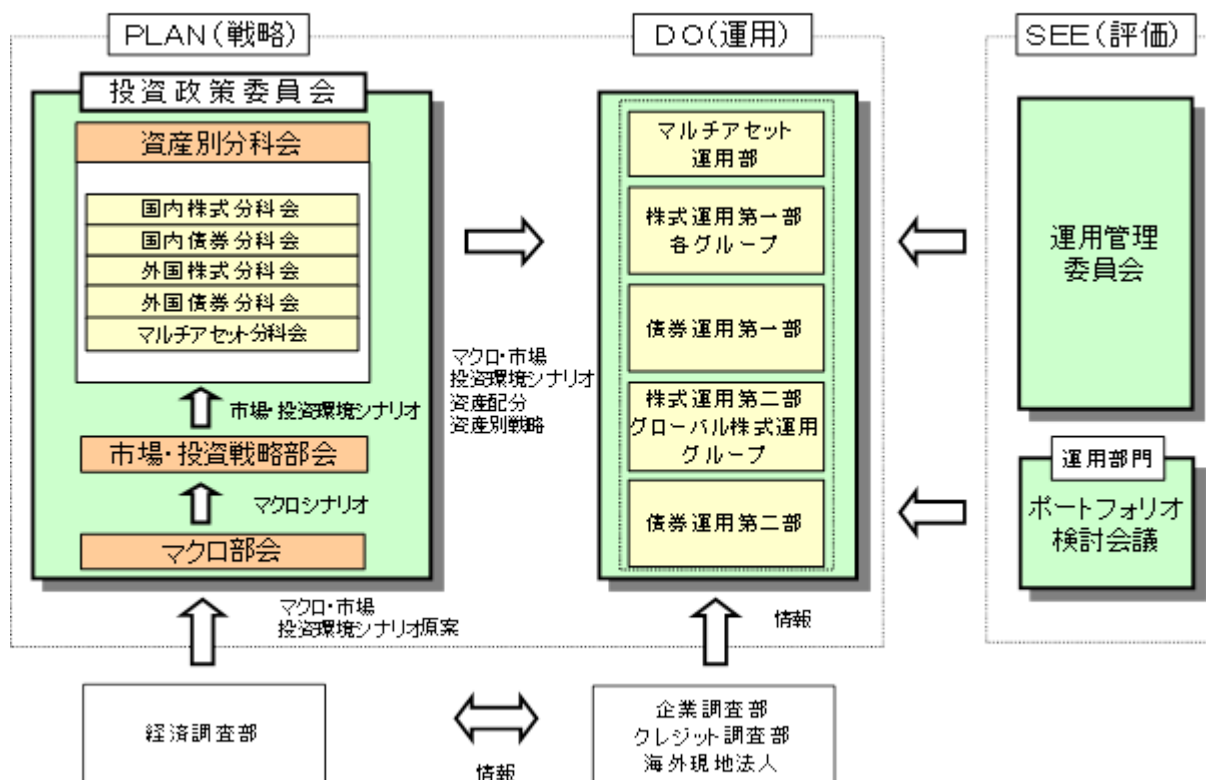 PLAN(戦略)
投資政策委員会
資産別分科会
国内株式分科会
国内債券分科会
外国株式分科会
外国債券分科会
マルチアセット分科会
市場・投資環境シナリオ
市場・投資戦略部会
マクロシナリオ
マクロ部会
マクロ・市場
投資環境シナリオ原案
経済調査部
マクロ・市場
投資環境シナリオ
資産配分
資産別戦略
DO(運用)
マルチアセット
運用部
株式運用第一部
各グループ
債券運用第一部
株式運用第二部
グローバル株式運用
グループ
債券運用第二部
情報
企業調査部
クレジット調査部
海外現地法人
情報
SEE(評価)
運用管理
委員会
運用部門
ポートフォリオ
検討会議